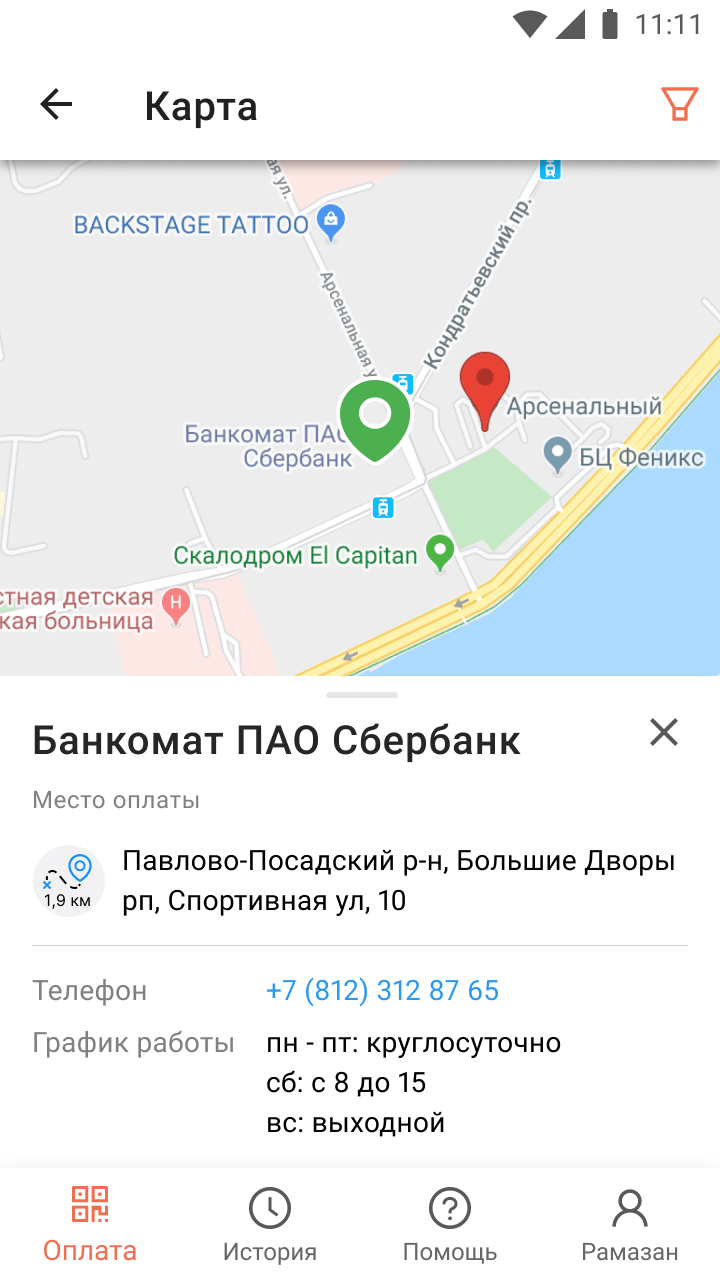 11:11
Карта
ая ул.
BACKSTAGE TATTOO
Кондратьевский пр.
Арсенальная у
Арсенальный
Банкомат ПАО
Сбербанк
БЦ Феникс
Скалодром El Capitan
стная детская
кая больница
H
Банкомат ПАО Сбербанк
Место оплаты
Павлово-Посадский р-н, Большие Дворы
рп, Спортивная ул, 10
1,9 км
Телефон
+7 (812) 312 87 65
График работы
пн - пт: круглосуточно
сб: с 8 до 15
вс: выходной
Оплата
История
Помощь
Рамазан